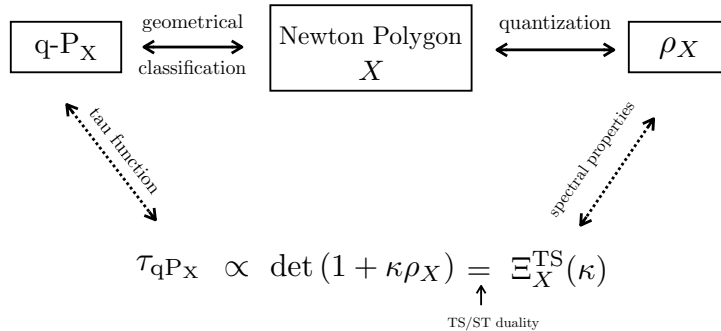 q-P_X
geometrical
classification
Newton Polygon
X
quantization
ρ_X
tau function
spectral properties
τ_{qP_X} ∝ det (1 + κρ_X) = Ξ_X^{TS}(κ)
TS/ST duality